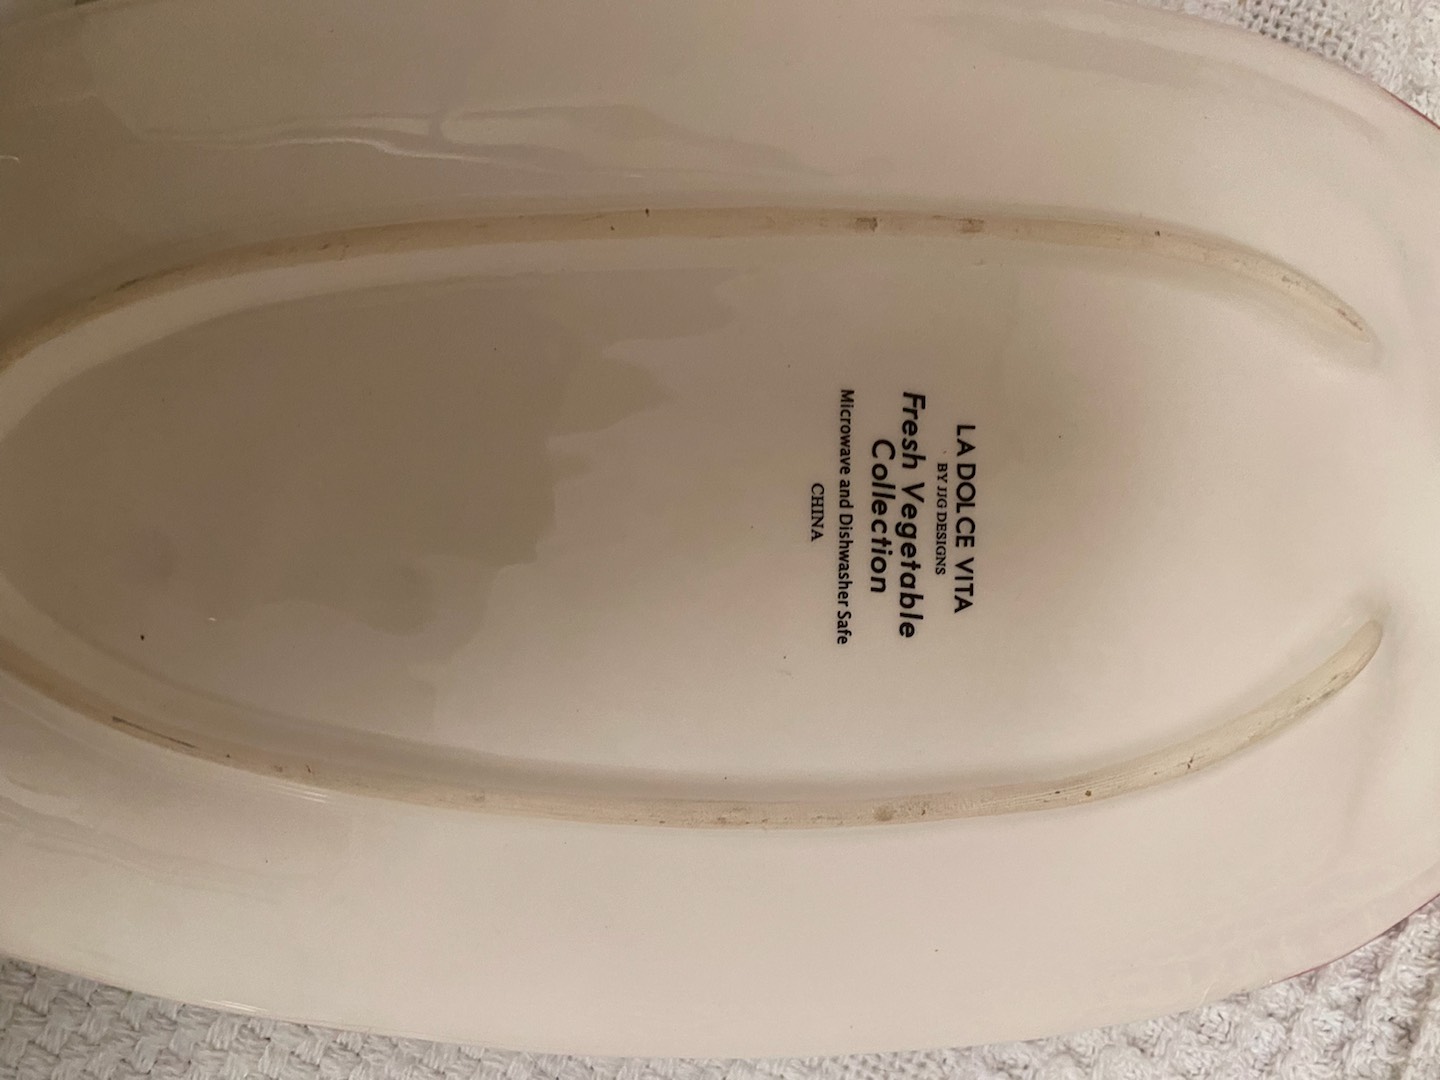 LA DOLCE VITA
BY JJG DESIGNS
Fresh Vegetable
Collection
Microwave and Dishwasher Safe
CHINA